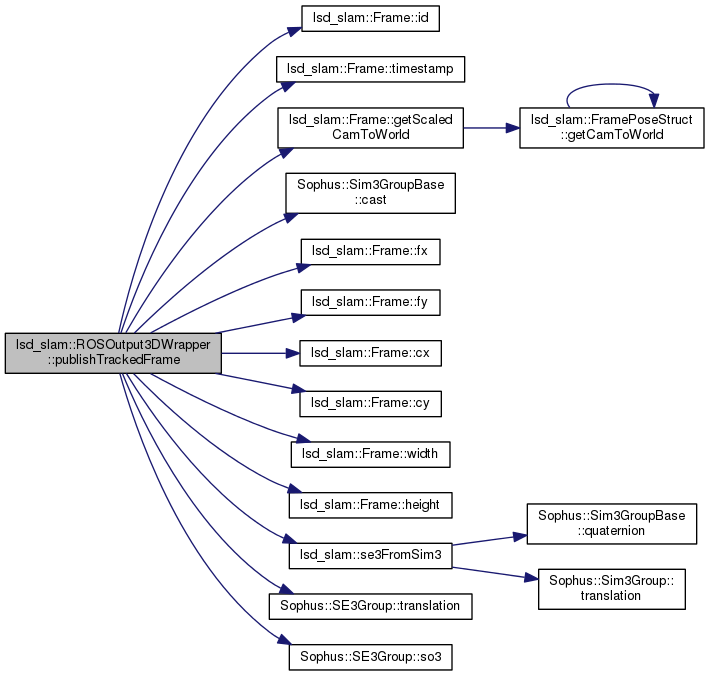 lsd_slam::Frame::id
lsd_slam::Frame::timestamp
lsd_slam::Frame::getScaled
CamToWorld
lsd_slam::FramePoseStruct
::getCamToWorld
Sophus::Sim3GroupBase
::cast
lsd_slam::Frame::fx
lsd_slam::Frame::fy
lsd_slam::ROSOutput3DWrapper
::publishTrackedFrame
lsd_slam::Frame::cx
lsd_slam::Frame::cy
lsd_slam::Frame::width
lsd_slam::Frame::height
lsd_slam::se3FromSim3
Sophus::Sim3GroupBase
::quaternion
Sophus::Sim3Group::
translation
Sophus::SE3Group::translation
Sophus::SE3Group::so3